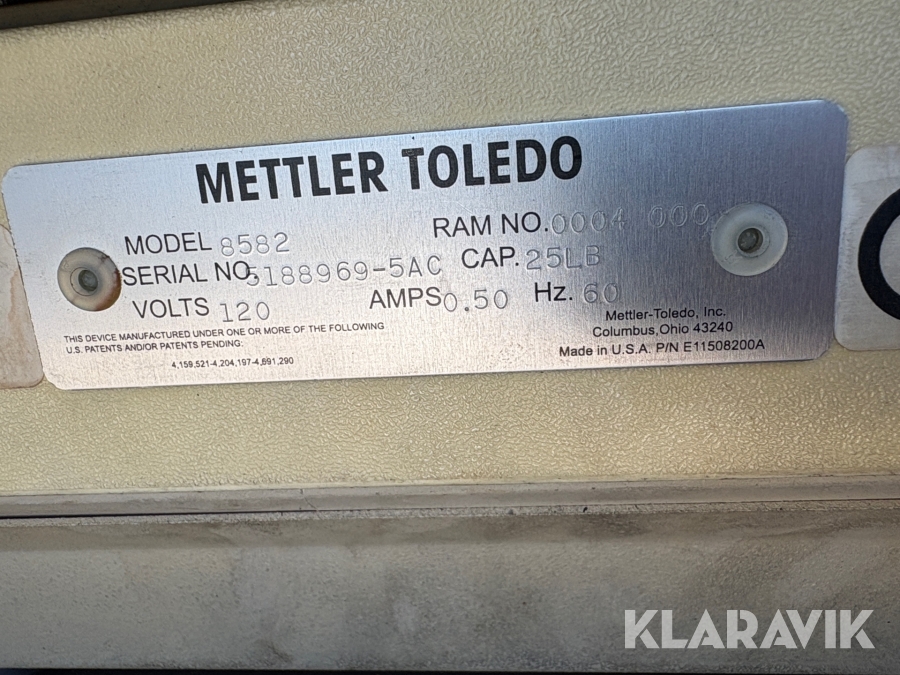 METTLER TOLEDO
MODEL 8582 RAM NO. 0004 000
SERIAL NO. 5188969-5AC CAP. 25LB
VOLTS 120 AMPS 0.50 Hz. 60
THIS DEVICE MANUFACTURED UNDER ONE OR MORE OF THE FOLLOWING
U.S. PATENTS AND/OR PATENTS PENDING:
4,159,521-4,204,197-4,691,290
Mettler-Toledo, Inc.
Columbus, Ohio 43240
Made in U.S.A. P/N E11508200A
KLARAVIK